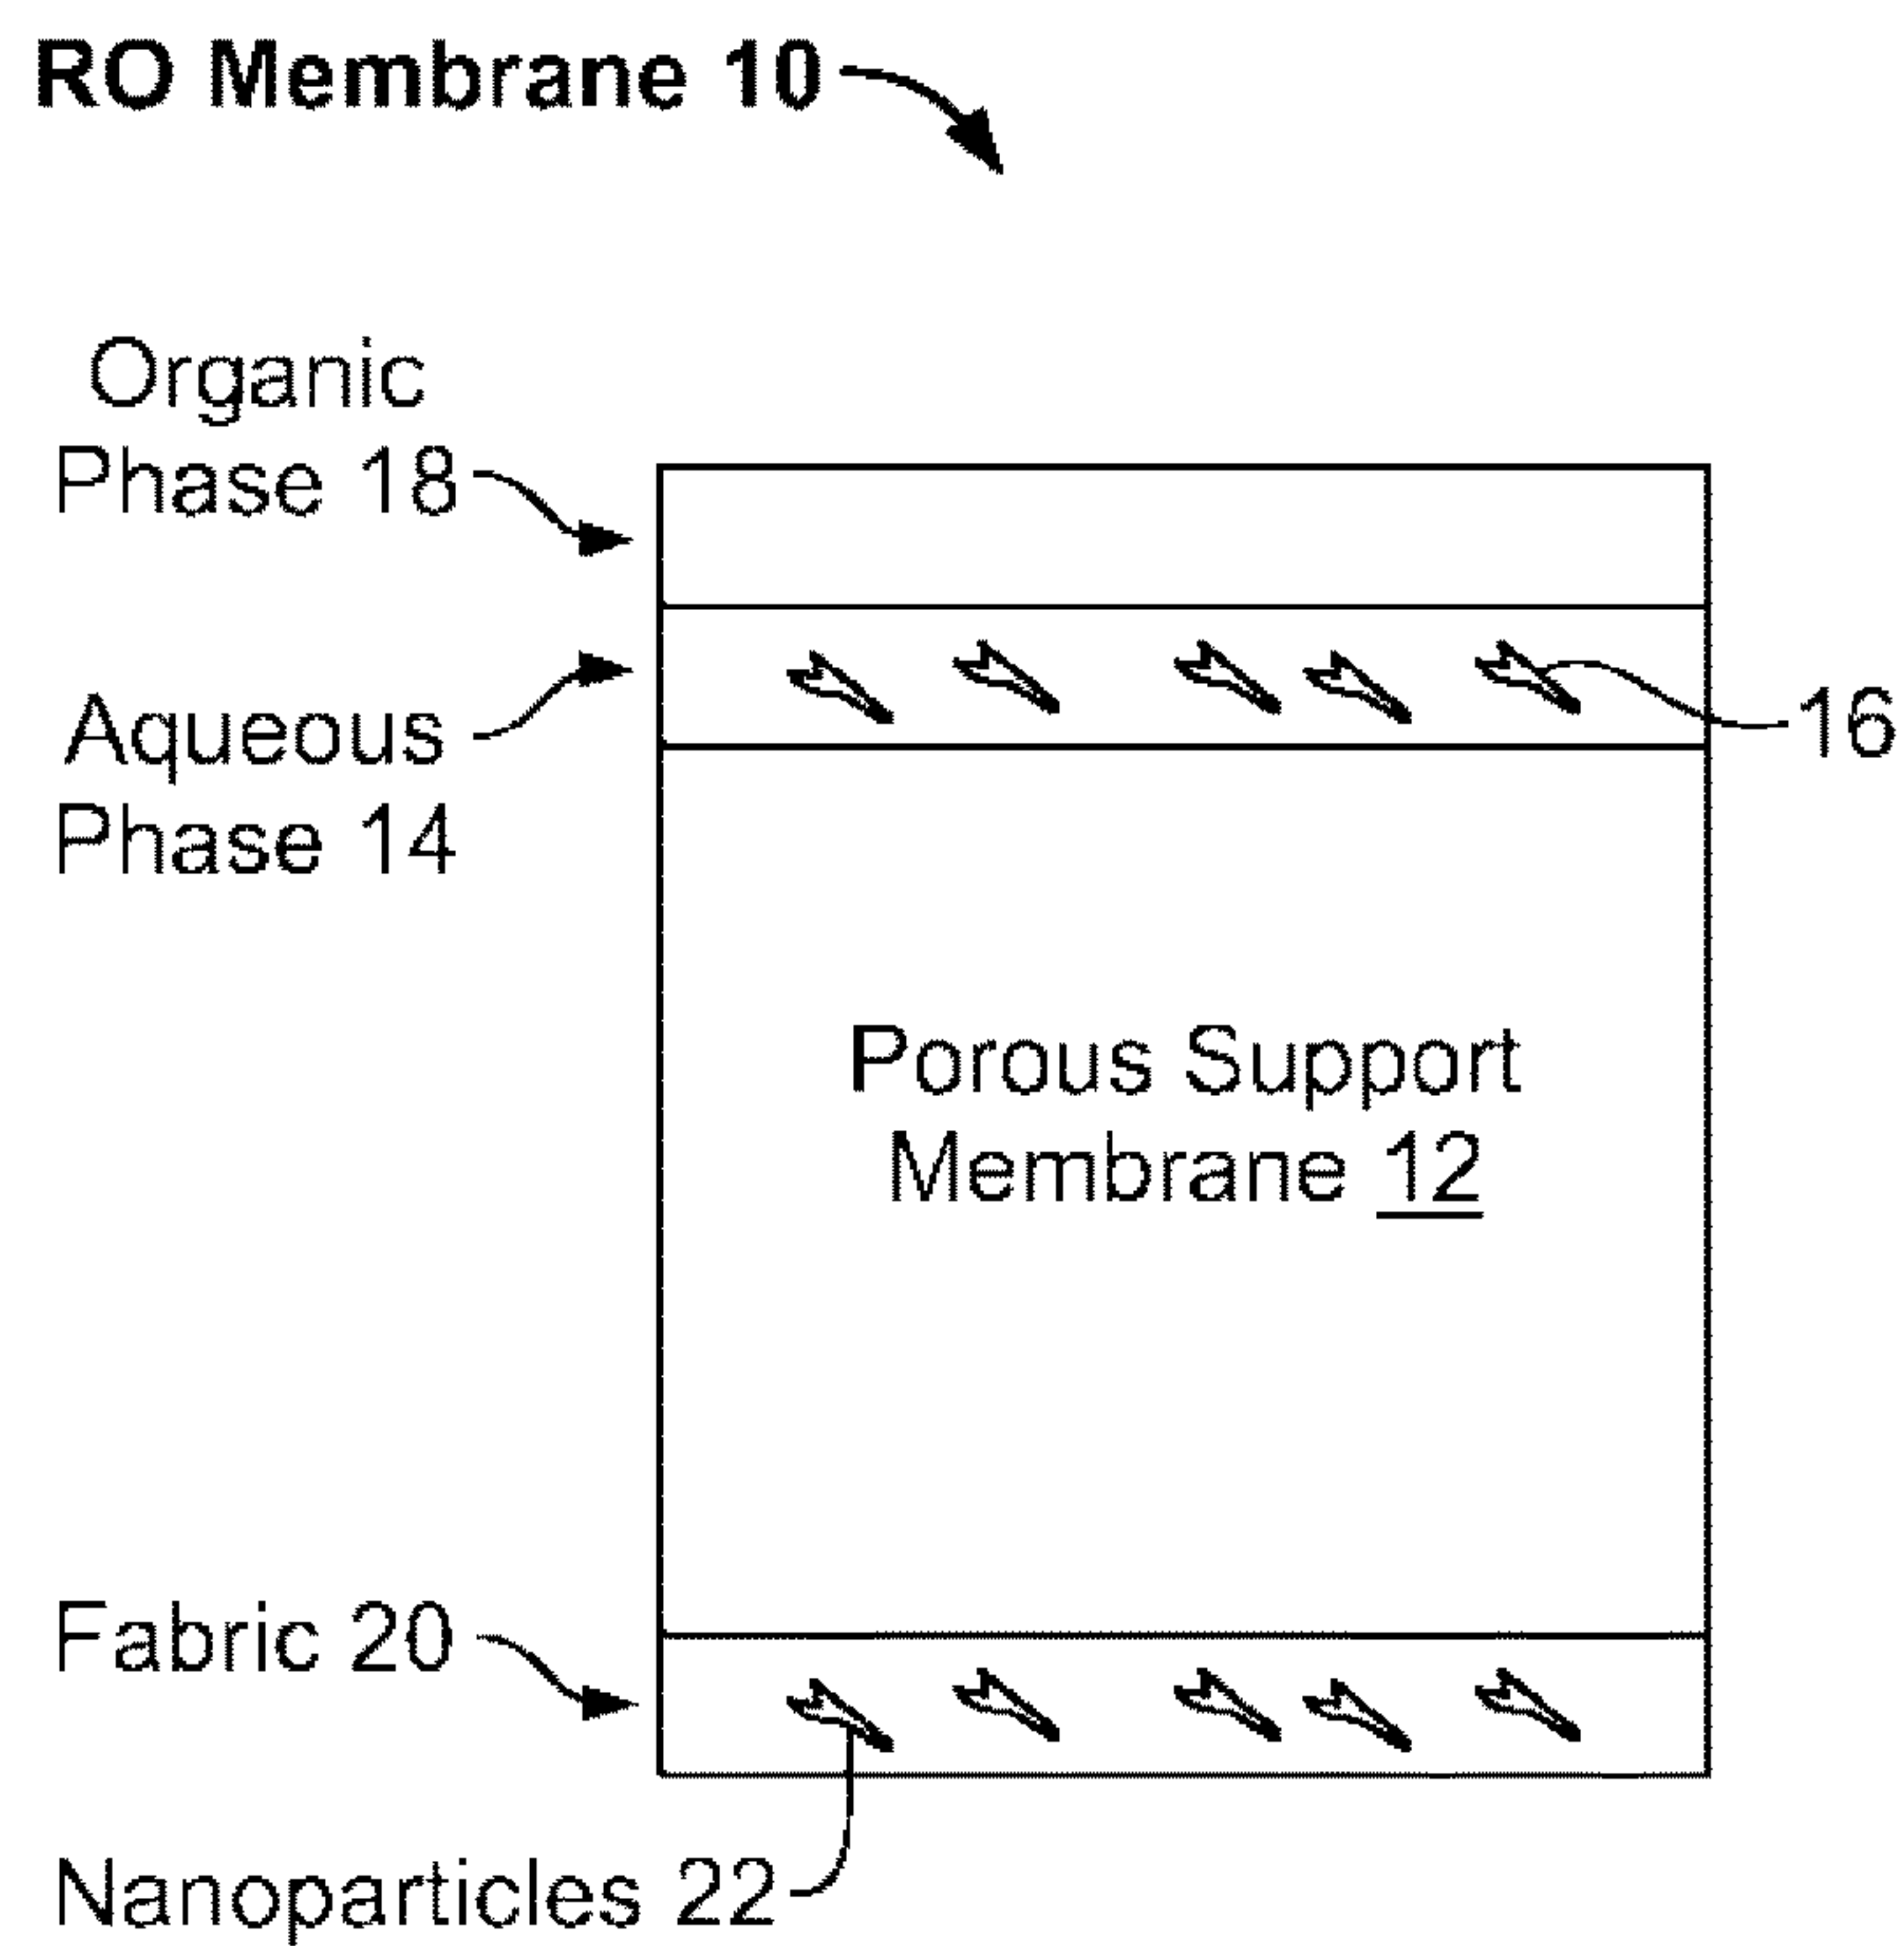 RO Membrane 10
Organic
Phase 18
Aqueous
Phase 14
16
Porous Support
Membrane 12
Fabric 20
Nanoparticles 22